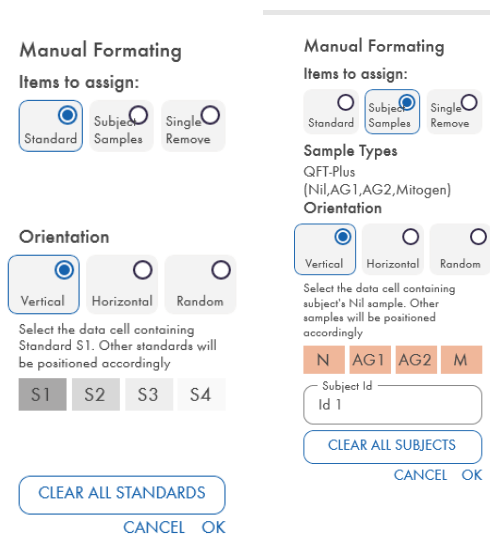 Manual Formating
Items to assign:
Standard
Subject
Samples
Single
Remove
Orientation
Vertical
Horizontal
Random
Select the data cell containing
Standard S1. Other standards will
be positioned accordingly
S1 S2 S3 S4
CLEAR ALL STANDARDS
CANCEL OK
Manual Formating
Items to assign:
Standard
Subject
Samples
Single
Remove
Sample Types
QFT-Plus
(Nil,AG1,AG2,Mitogen)
Orientation
Vertical
Horizontal
Random
Select the data cell containing
subject's Nil sample. Other
samples will be positioned
accordingly
N AG1 AG2 M
Subject Id
Id 1
CLEAR ALL SUBJECTS
CANCEL OK